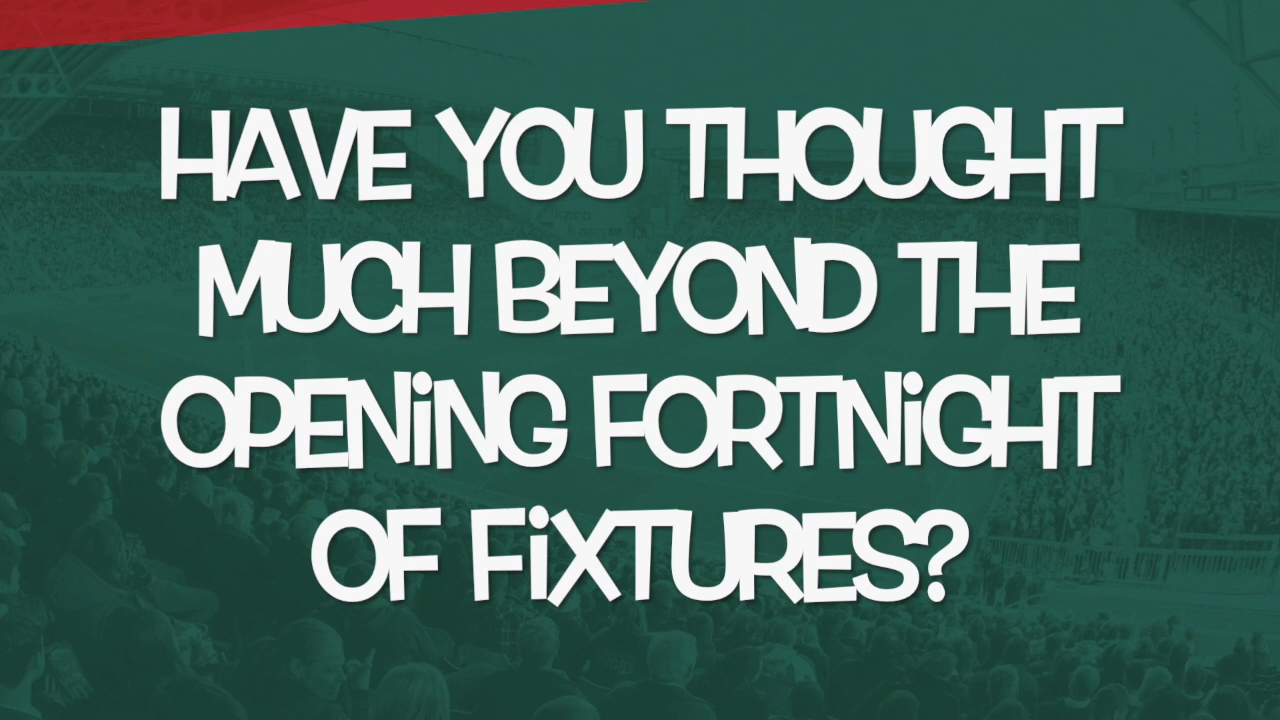 HAVE YOU THOUGHT
MUCH BEYOND THE
OPENiNG FORTNiGHT
OF FiXTURES?